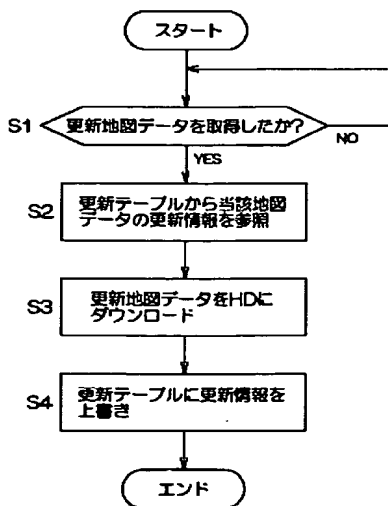 スタート
S1 更新地図データを取得したか?
NO
YES
S2 更新テーブルから当該地図
データの更新情報を参照
S3 更新地図データをHDに
ダウンロード
S4 更新テーブルに更新情報を
上書き
エンド